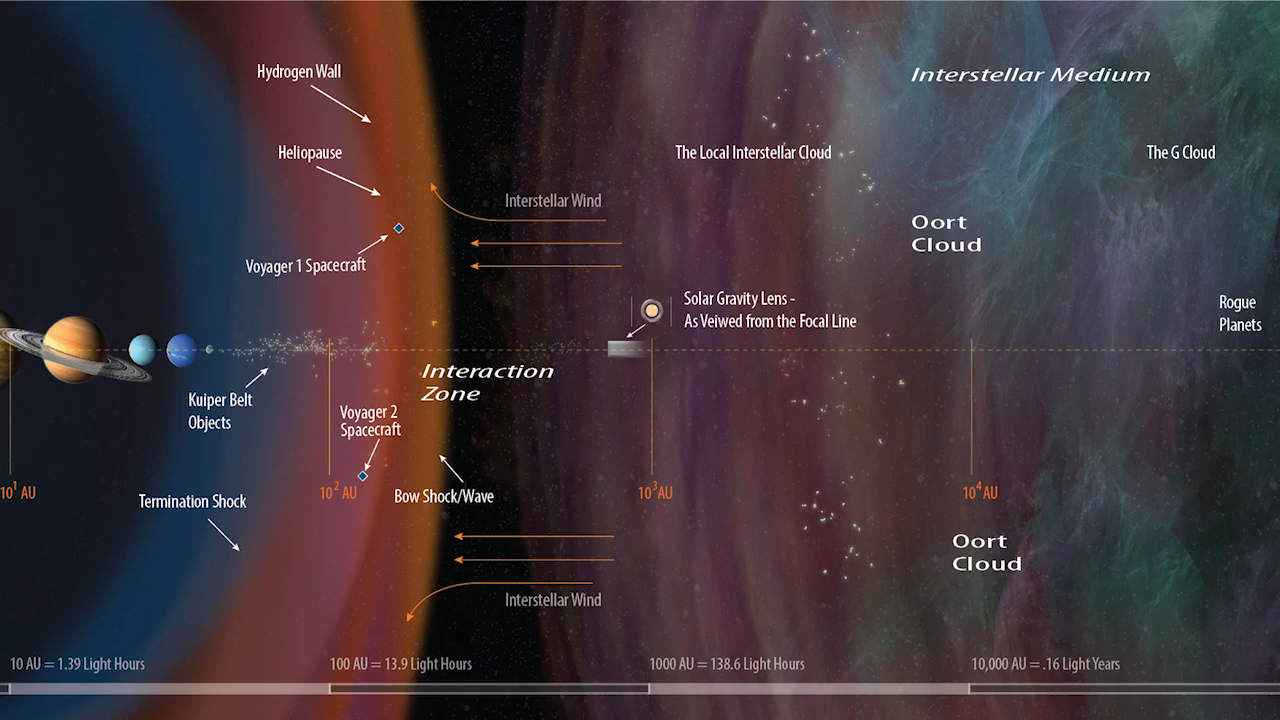 Hydrogen Wall
Interstellar Medium
Heliopause
The Local Interstellar Cloud
The G Cloud
Interstellar Wind
Oort
Cloud
Voyager 1 Spacecraft
Solar Gravity Lens -
As Veiwed from the Focal Line
Rogue
Planets
Interaction
Zone
Kuiper Belt
Objects
Voyager 2
Spacecraft
10¹ AU
10² AU
10³ AU
10⁴ AU
Termination Shock
Bow Shock/Wave
Oort
Cloud
Interstellar Wind
10 AU = 1.39 Light Hours
100 AU = 13.9 Light Hours
1000 AU = 138.6 Light Hours
10,000 AU = .16 Light Years